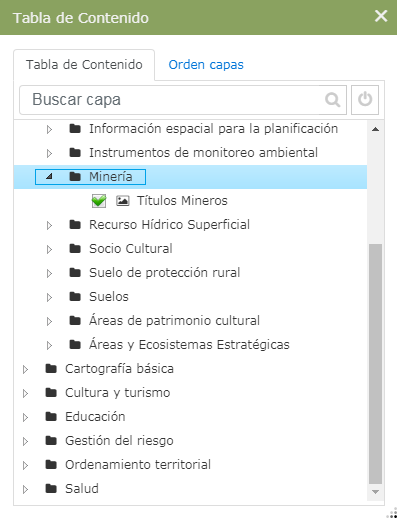 Tabla de Contenido
Tabla de Contenido
Orden capas
Buscar capa
Información espacial para la planificación
Instrumentos de monitoreo ambiental
Minería
Títulos Mineros
Recurso Hídrico Superficial
Socio Cultural
Suelo de protección rural
Suelos
Áreas de patrimonio cultural
Áreas y Ecosistemas Estratégicas
Cartografía básica
Cultura y turismo
Educación
Gestión del riesgo
Ordenamiento territorial
Salud